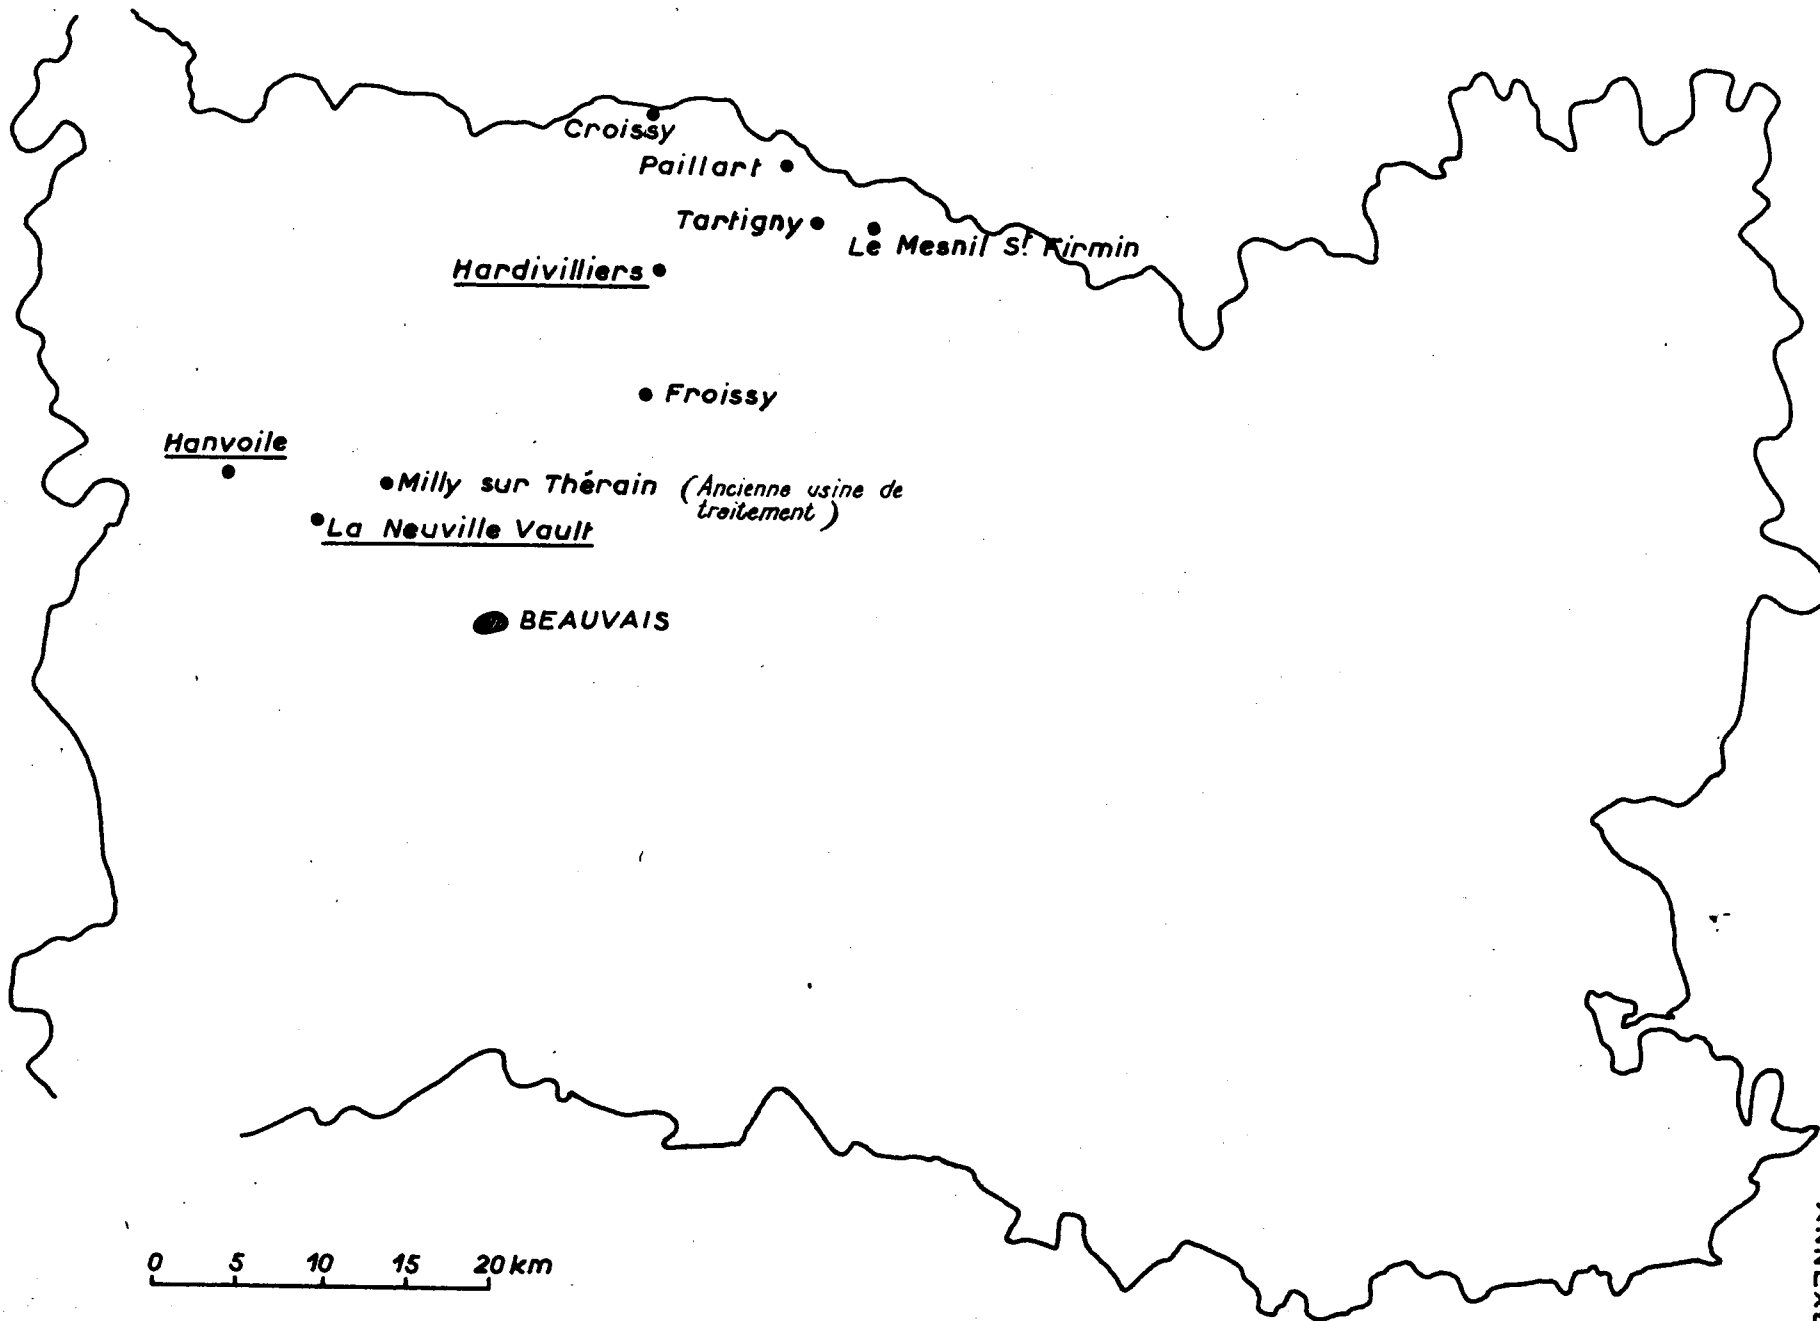 Croissy
Paillart
Tartigny
Le Mesnil St Firmin
Hardivilliers
Froissy
Hanvoile
Milly sur Thérain (Ancienne usine de
traitement)
La Neuville Vault
BEAUVAIS
0 5 10 15 20 km